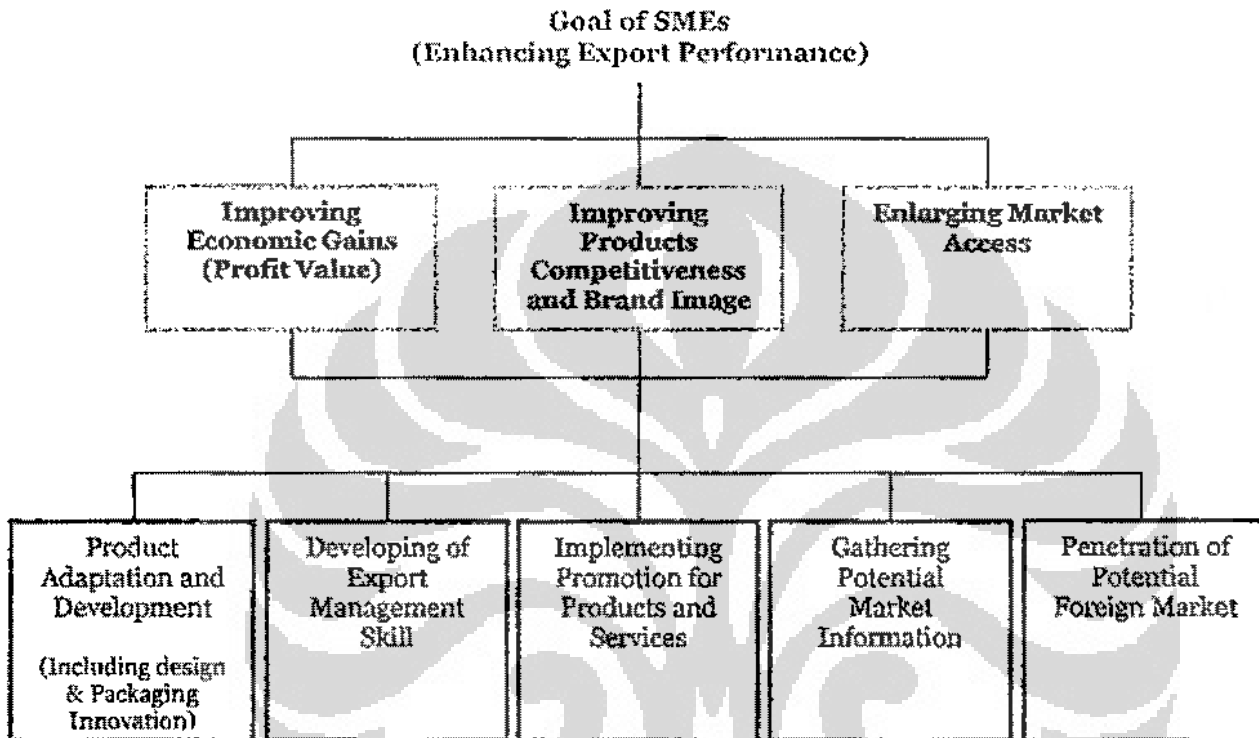 Goal of SMEs
(Enhancing Export Performance)
Improving
Economic Gains
(Profit Value)
Improving
Products
Competitiveness
and Brand Image
Enlarging Market
Access
Product
Adaptation and
Development
(Including design
& Packaging
Innovation)
Developing of
Export
Management
Skill
Implementing
Promotion for
Products and
Services
Gathering
Potential
Market
Information
Penetration of
Potential
Foreign Market